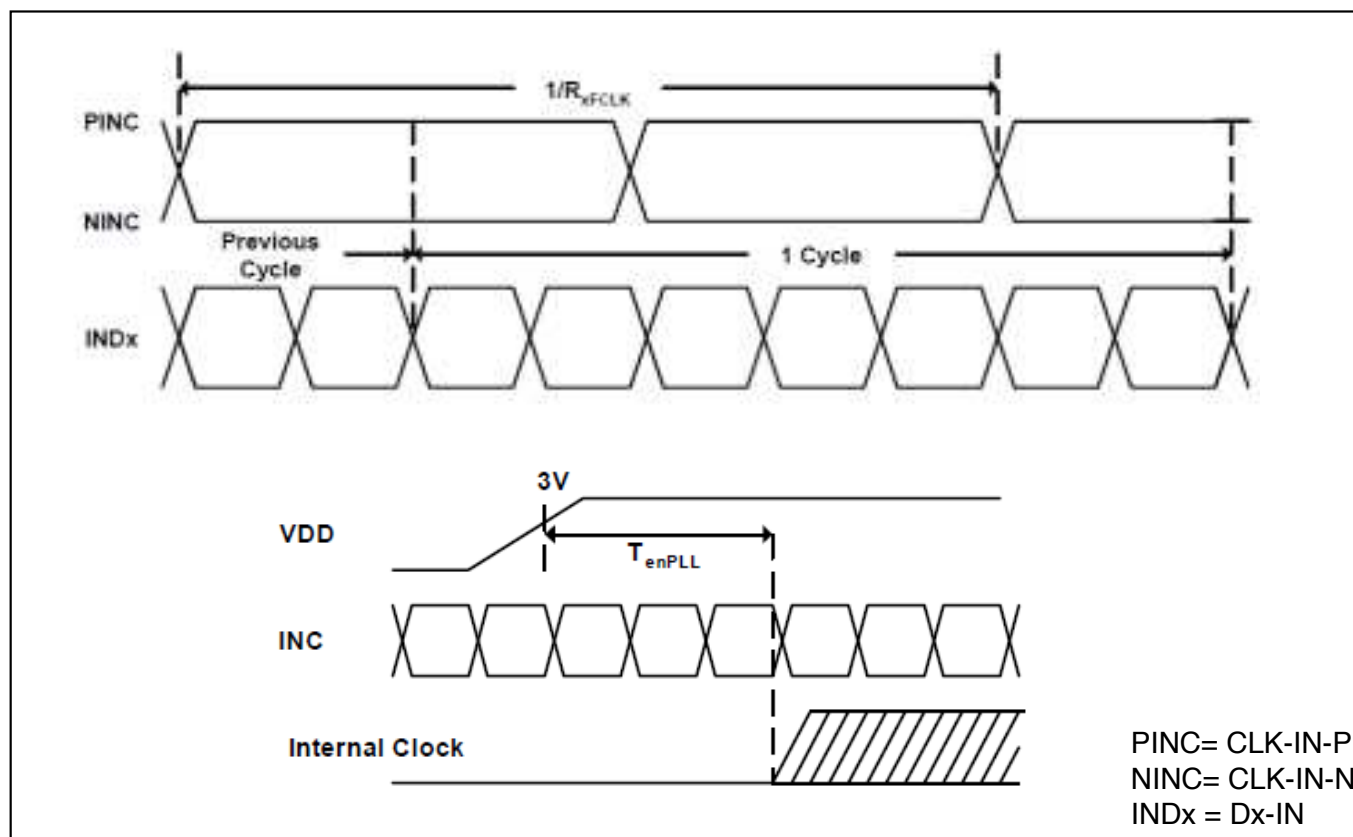 1/RxFCLK
PINC
NINC
Previous
Cycle
1 Cycle
INDx
3V
VDD
TenPLL
INC
Internal Clock
PINC= CLK-IN-P
NINC= CLK-IN-N
INDx = Dx-IN